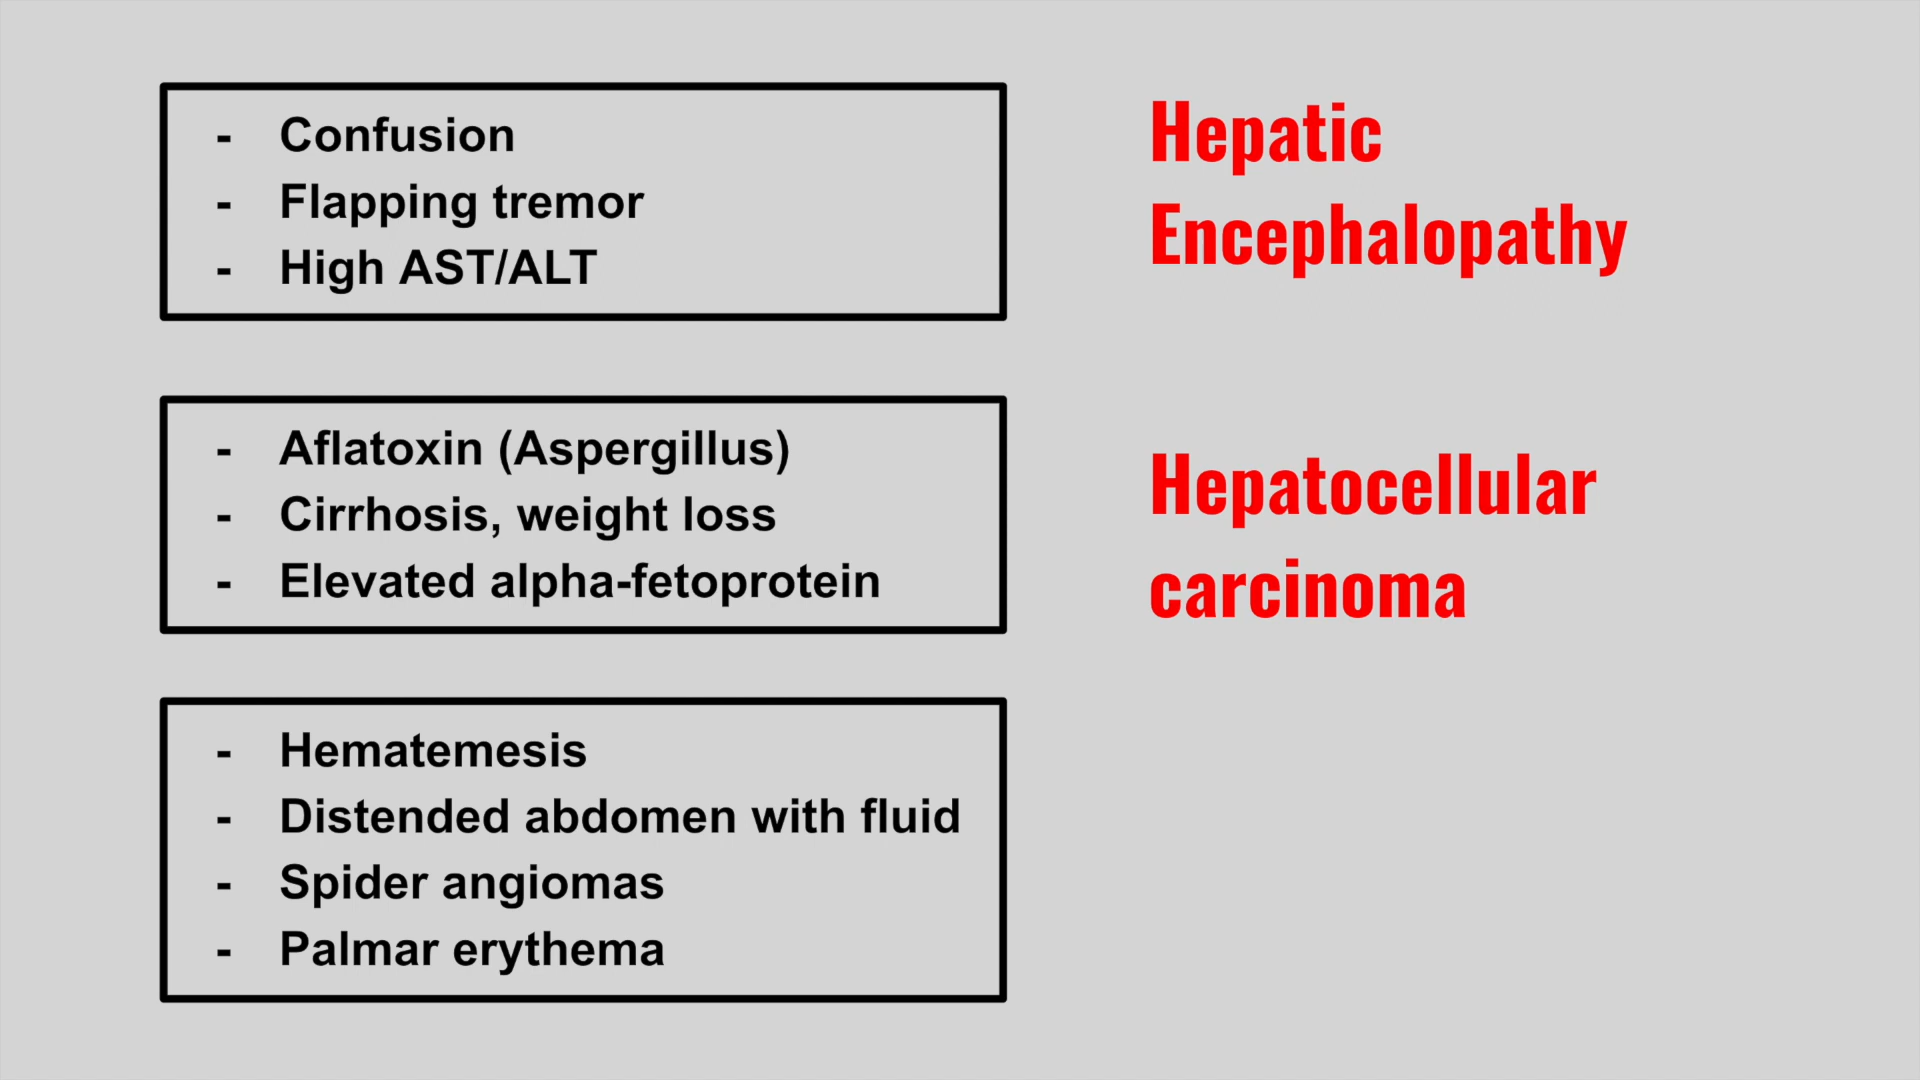 - Confusion
- Flapping tremor
- High AST/ALT
Hepatic
Encephalopathy
- Aflatoxin (Aspergillus)
- Cirrhosis, weight loss
- Elevated alpha-fetoprotein
Hepatocellular
carcinoma
- Hematemesis
- Distended abdomen with fluid
- Spider angiomas
- Palmar erythema